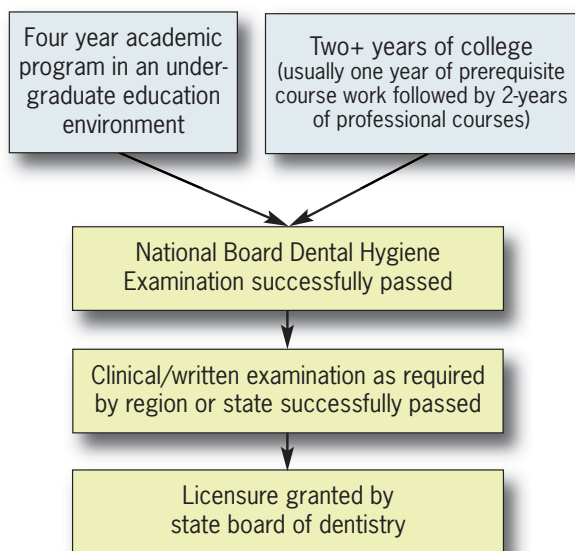 Four year academic
program in an under-
graduate education
environment
Two+ years of college
(usually one year of prerequisite
course work followed by 2-years
of professional courses)
National Board Dental Hygiene
Examination successfully passed
Clinical/written examination as required
by region or state successfully passed
Licensure granted by
state board of dentistry